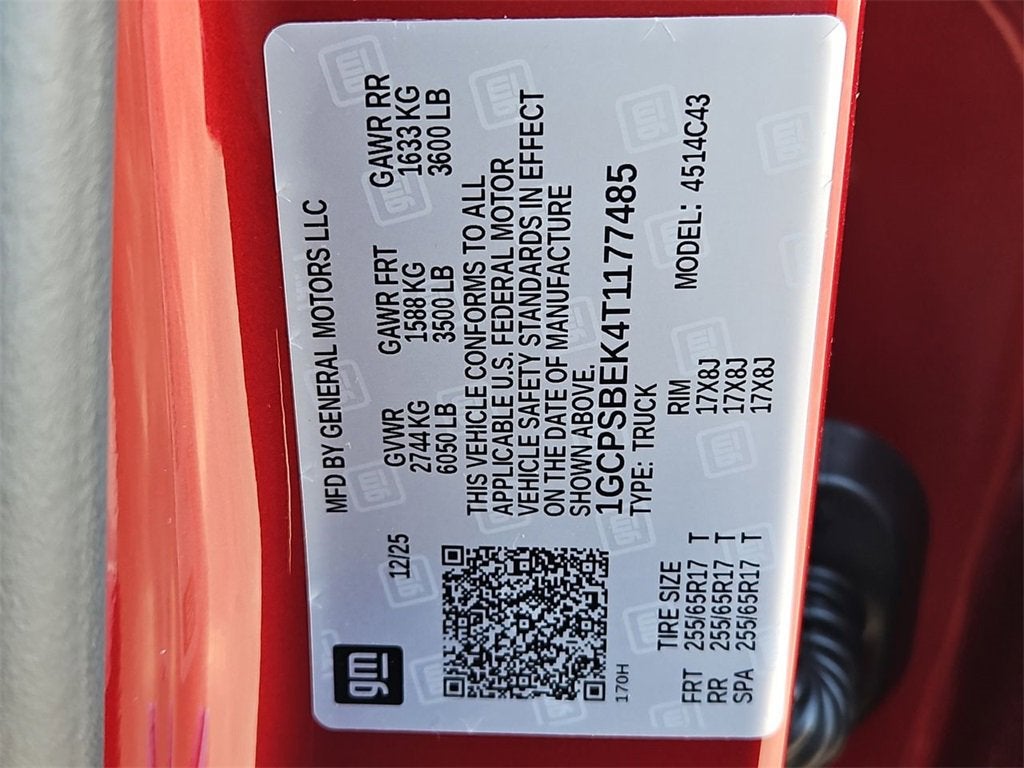 gm
MFD BY GENERAL MOTORS LLC
12/25
GVWR GAWR FRT GAWR RR
2744 KG 1588 KG 1633 KG
6050 LB 3500 LB 3600 LB
THIS VEHICLE CONFORMS TO ALL
APPLICABLE U.S. FEDERAL MOTOR
VEHICLE SAFETY STANDARDS IN EFFECT
ON THE DATE OF MANUFACTURE
SHOWN ABOVE.
1GCPSBEK4T1177485
TYPE: TRUCK
MODEL: 4514C43
170H
TIRE SIZE RIM
FRT 255/65R17 T 17X8J
RR 255/65R17 T 17X8J
SPA 255/65R17 T 17X8J